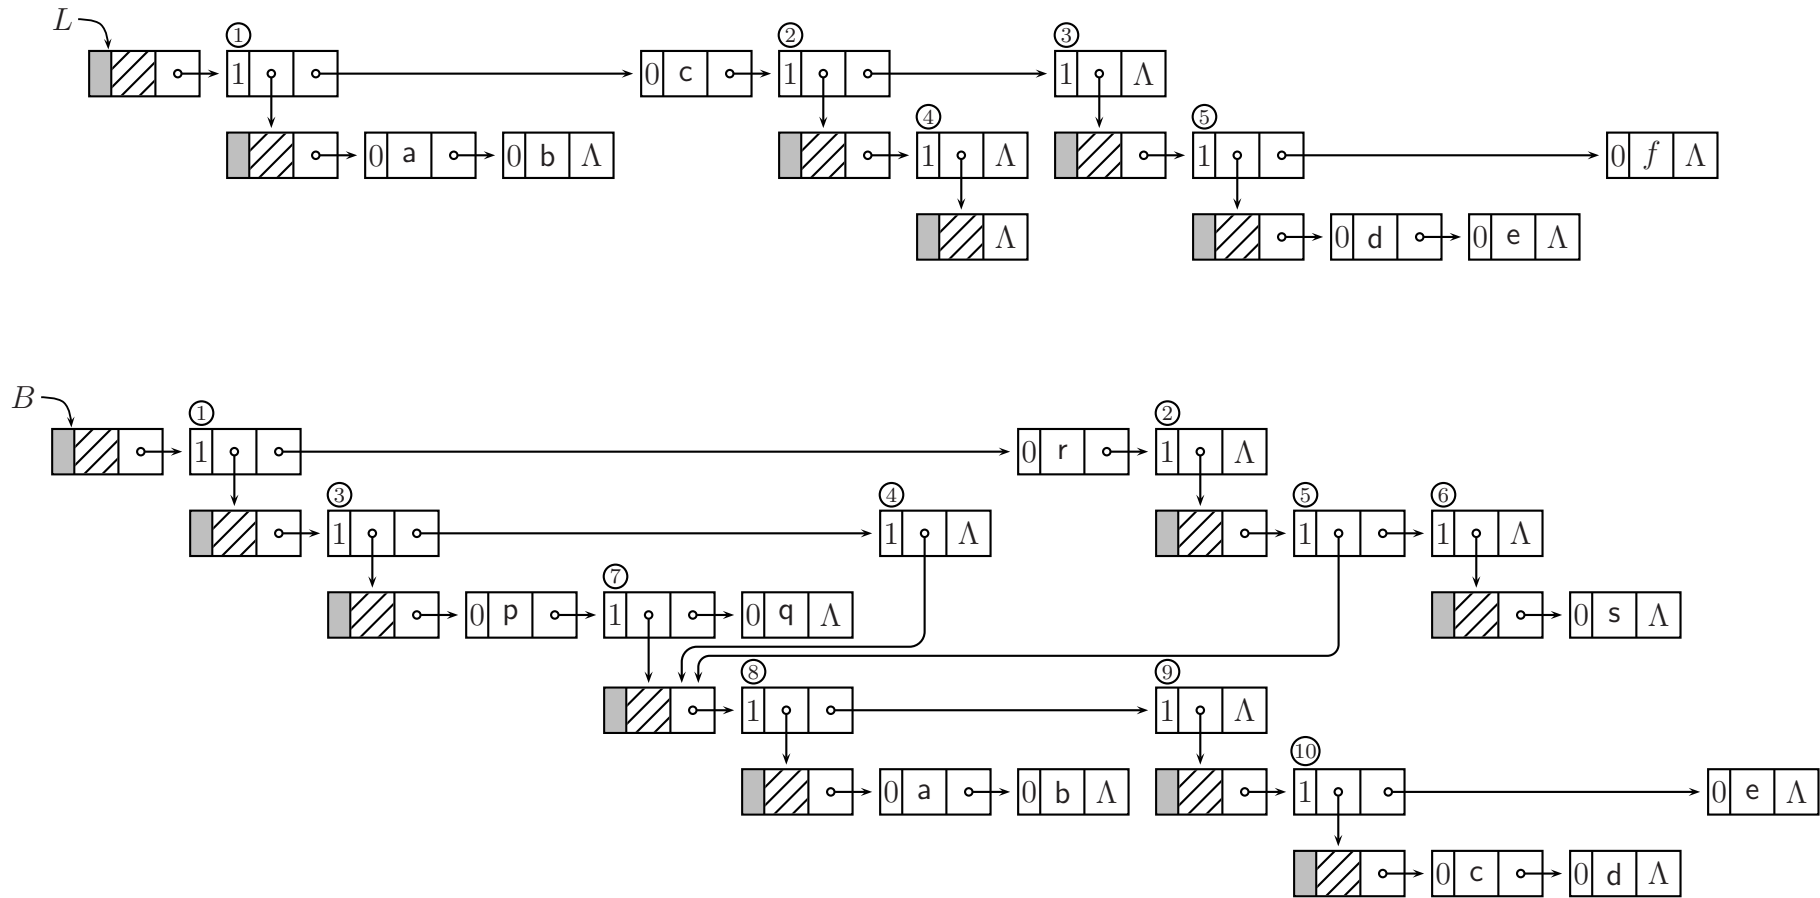 L
① ② ③
1 0 c 1 1 Λ
④ ⑤
0 a 0 b Λ 1 Λ 1 0 f Λ
Λ 0 d 0 e Λ
B
① ②
1 0 r 1 Λ
③ ④ ⑤ ⑥
1 1 Λ 1 1 Λ
⑦
0 p 1 0 q Λ 0 s Λ
⑧ ⑨
1 1 Λ
⑩
0 a 0 b Λ 1 0 e Λ
0 c 0 d Λ